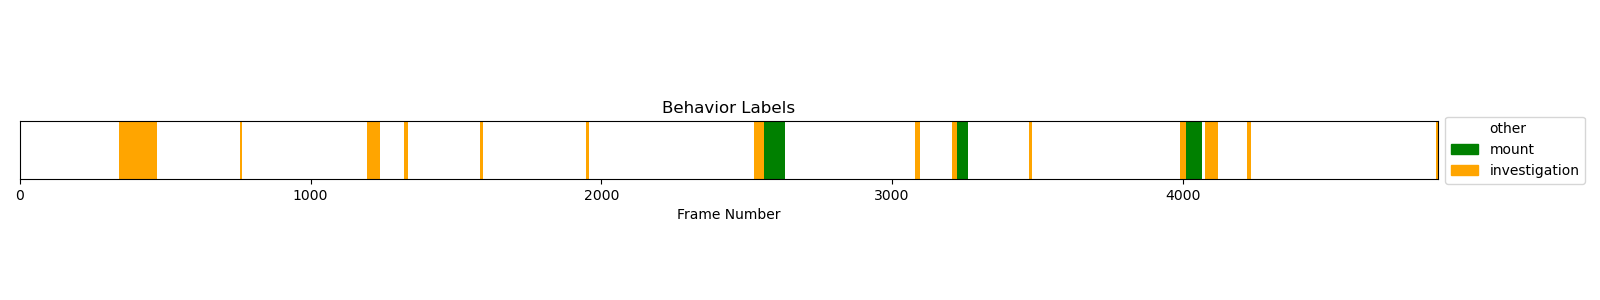 Behavior Labels
other
mount
investigation
0 1000 2000 3000 4000
Frame Number